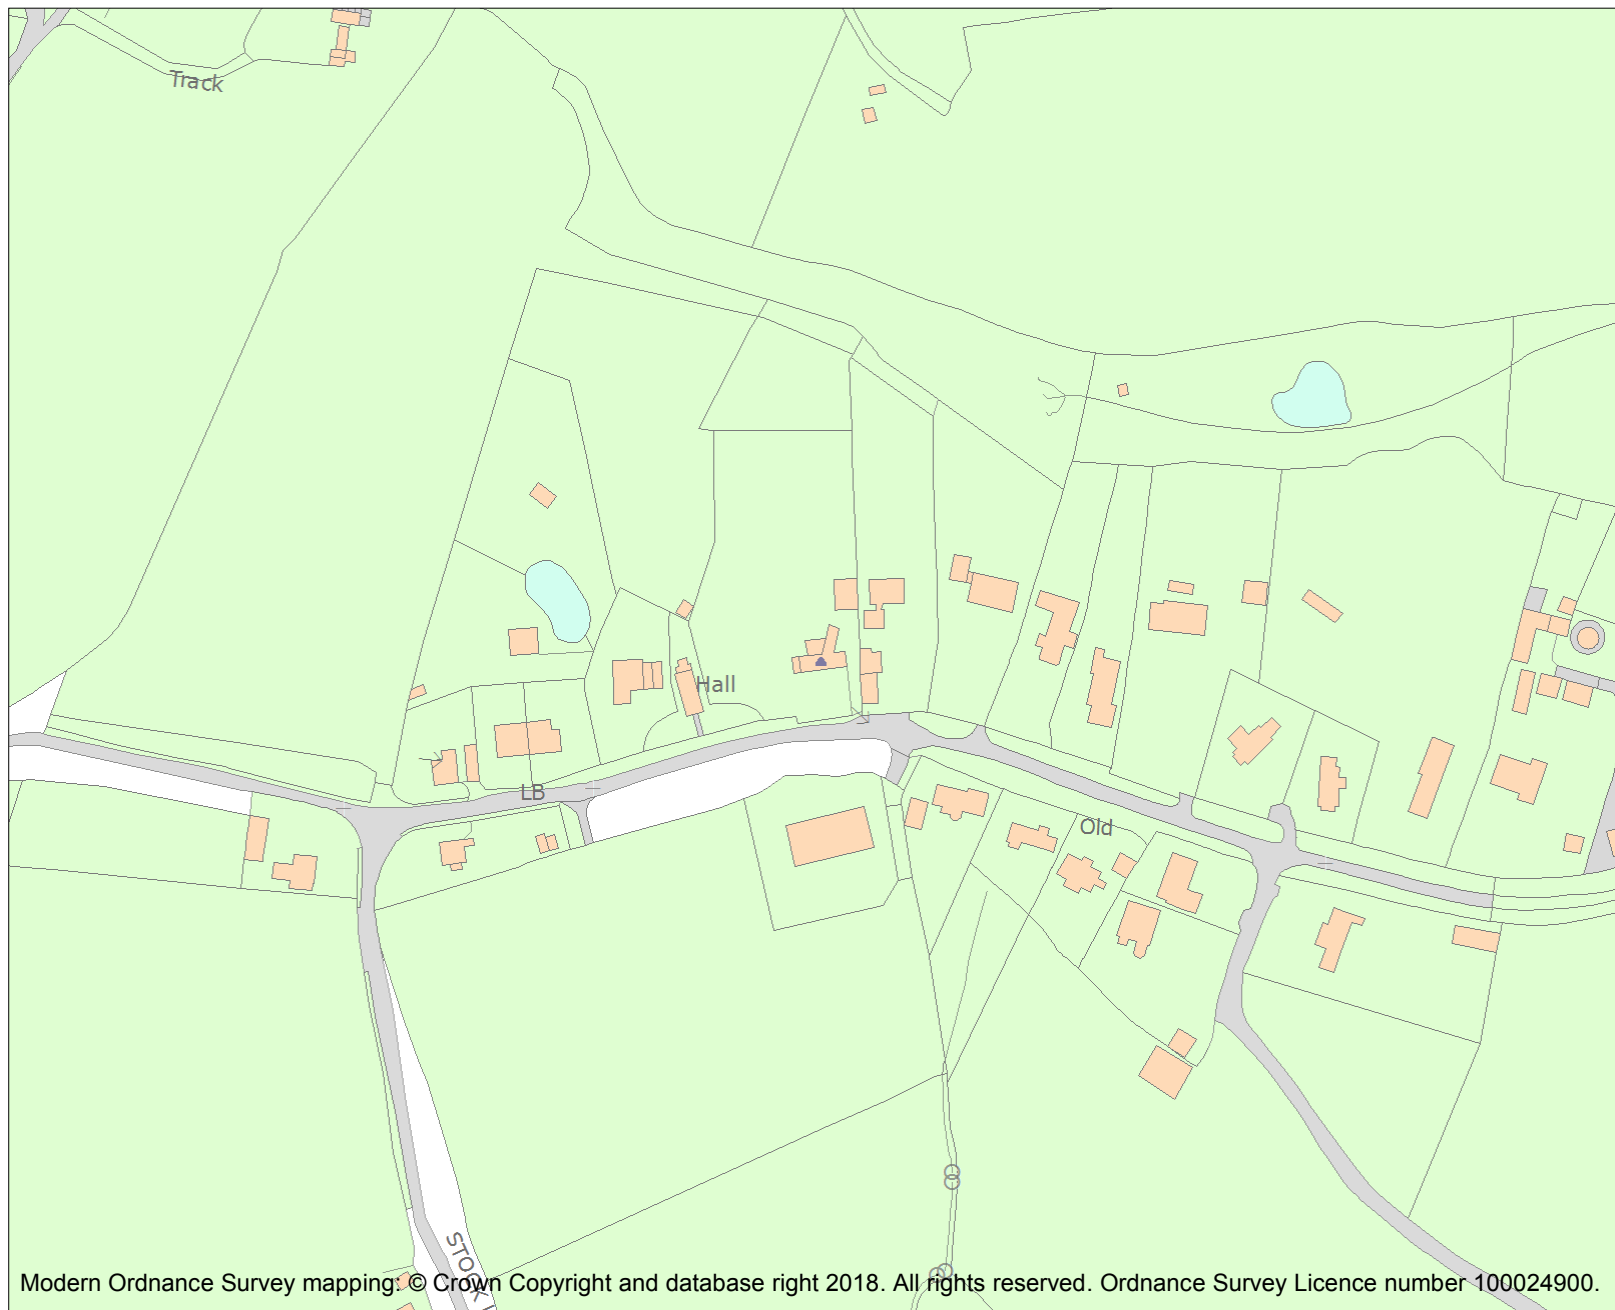 Track
Hall
LB
Old
STOCK
Modern Ordnance Survey mapping: © Crown Copyright and database right 2018. All rights reserved. Ordnance Survey Licence number 100024900.